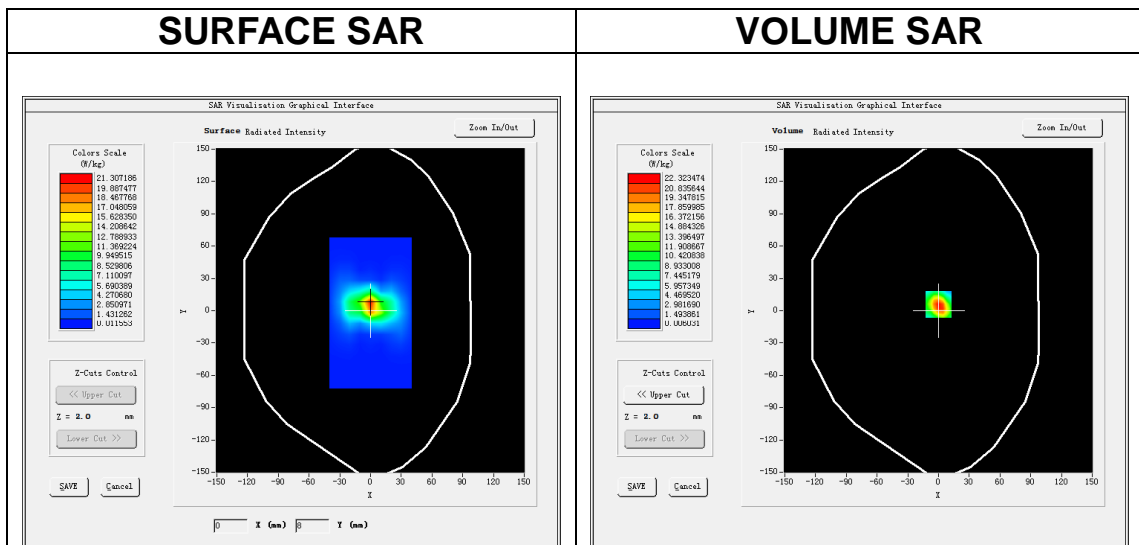 SURFACE SAR
VOLUME SAR
SAR Visualisation Graphical Interface
Surface Radiated Intensity
Zoom In/Out
Colors Scale
(W/kg)
21.307186
19.887477
18.467768
17.048059
15.628350
14.208642
12.788933
11.369224
9.949515
8.529806
7.110097
5.690389
4.270680
2.850971
1.431262
0.011553
Z-Cuts Control
<< Upper Cut
Z = 2.0 mm
Lower Cut >>
SAVE Cancel
150
120
90
60
30
0
-30
-60
-90
-120
-150
Y
-150 -120 -90 -60 -30 0 30 60 90 120 150
X
0 X (mm) 8 Y (mm)
SAR Visualisation Graphical Interface
Volume Radiated Intensity
Zoom In/Out
Colors Scale
(W/kg)
22.323474
20.835644
19.347815
17.859985
16.372156
14.884326
13.396497
11.908667
10.420838
8.933008
7.445179
5.957349
4.469520
2.981690
1.493861
0.006031
Z-Cuts Control
<< Upper Cut
Z = 2.0 mm
Lower Cut >>
SAVE Cancel
150
120
90
60
30
0
-30
-60
-90
-120
-150
Y
-150 -120 -90 -60 -30 0 30 60 90 120 150
X